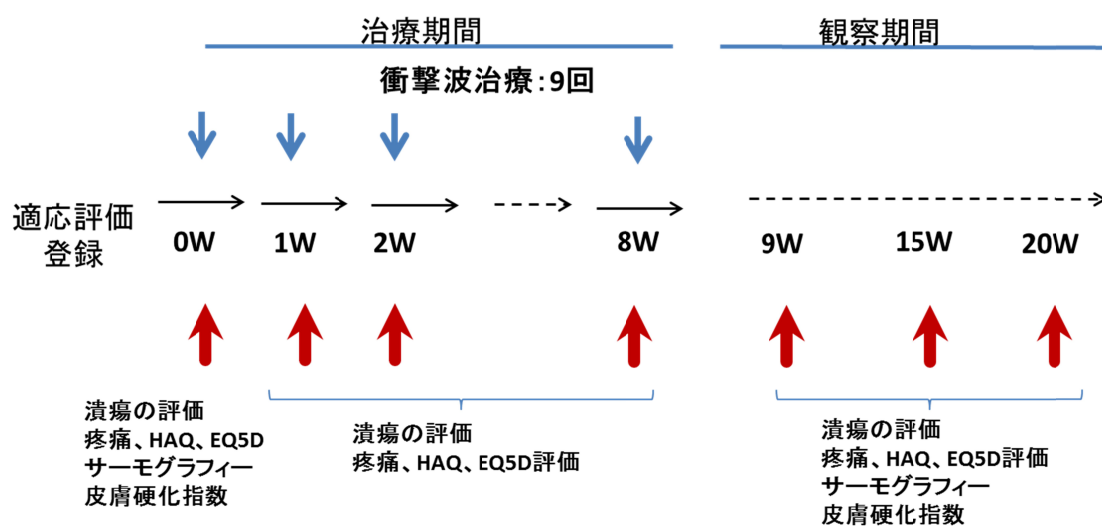 治療期間
観察期間
衝撃波治療:9回
適応評価
登録
0W
1W
2W
8W
9W
15W
20W
潰瘍の評価
疼痛、HAQ、EQ5D
サーモグラフィー
皮膚硬化指数
潰瘍の評価
疼痛、HAQ、EQ5D評価
潰瘍の評価
疼痛、HAQ、EQ5D評価
サーモグラフィー
皮膚硬化指数